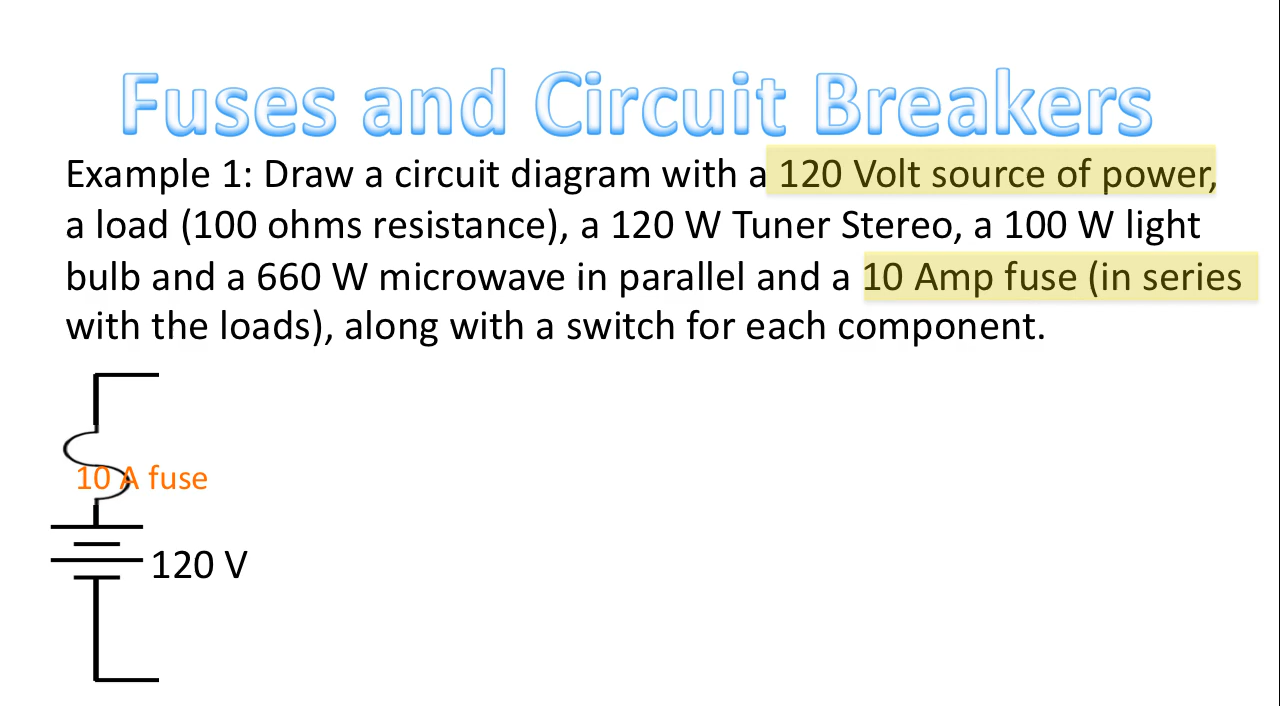 Fuses and Circuit Breakers
Example 1: Draw a circuit diagram with a 120 Volt source of power,
a load (100 ohms resistance), a 120 W Tuner Stereo, a 100 W light
bulb and a 660 W microwave in parallel and a 10 Amp fuse (in series
with the loads), along with a switch for each component.
10 A fuse
120 V